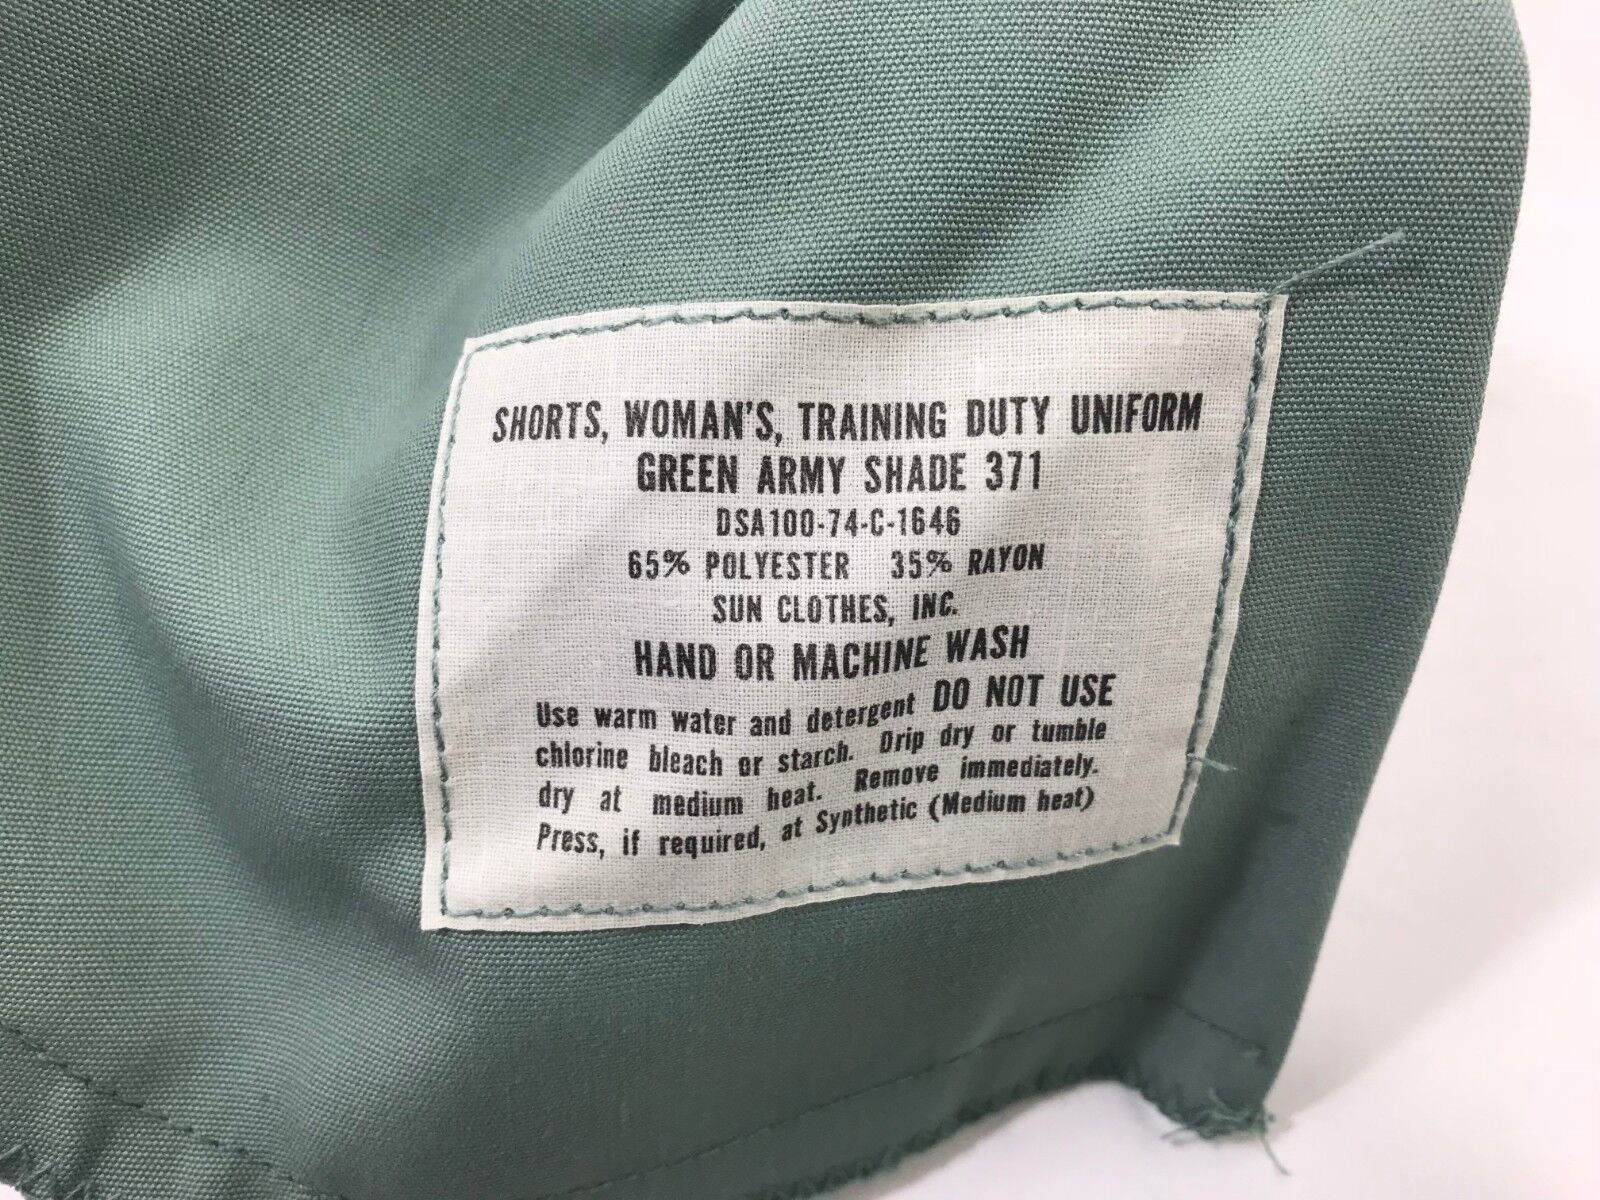 SHORTS, WOMAN'S, TRAINING DUTY UNIFORM
GREEN ARMY SHADE 371
DSA100-74-C-1646
65% POLYESTER 35% RAYON
SUN CLOTHES, INC.
HAND OR MACHINE WASH
Use warm water and detergent DO NOT USE
chlorine bleach or starch. Drip dry or tumble
dry at medium heat. Remove immediately.
Press, if required, at Synthetic (Medium heat)